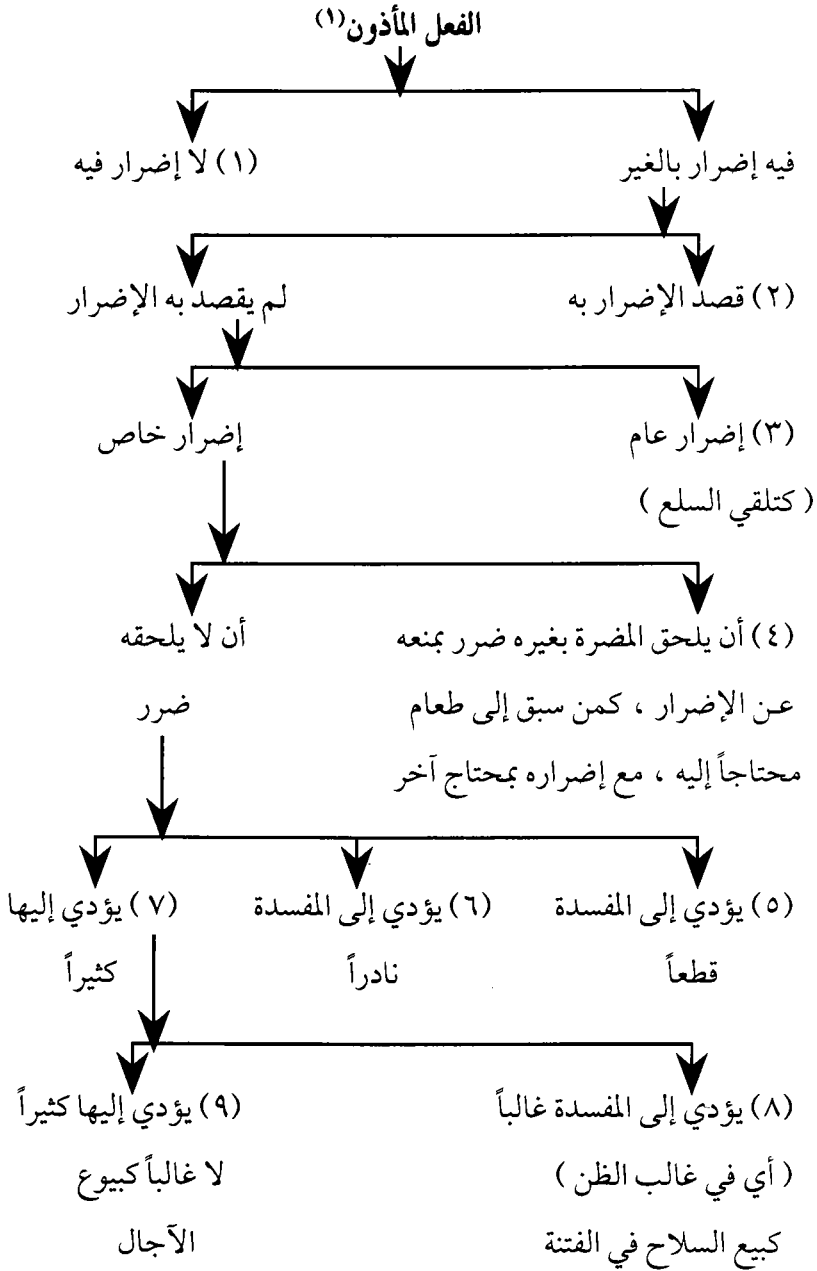 الفعل المأذون(١)
فيه إضرار بالغير
(١) لا إضرار فيه
(٢) قصد الإضرار به
لم يقصد به الإضرار
(٣) إضرار عام
(كتلقي السلع)
إضرار خاص
(٤) أن يلحق المضرة بغيره ضرر بمنعه
عن الإضرار ، كمن سبق إلى طعام
محتاجاً إليه ، مع إضراره بمحتاج آخر
أن لا يلحقه
ضرر
(٥) يؤدي إلى المفسدة
قطعاً
(٦) يؤدي إلى المفسدة
نادراً
(٧) يؤدي إليها
كثيراً
(٨) يؤدي إلى المفسدة غالباً
(أي في غالب الظن)
كبيع السلاح في الفتنة
(٩) يؤدي إليها كثيراً
لا غالباً كبيوع
الآجال